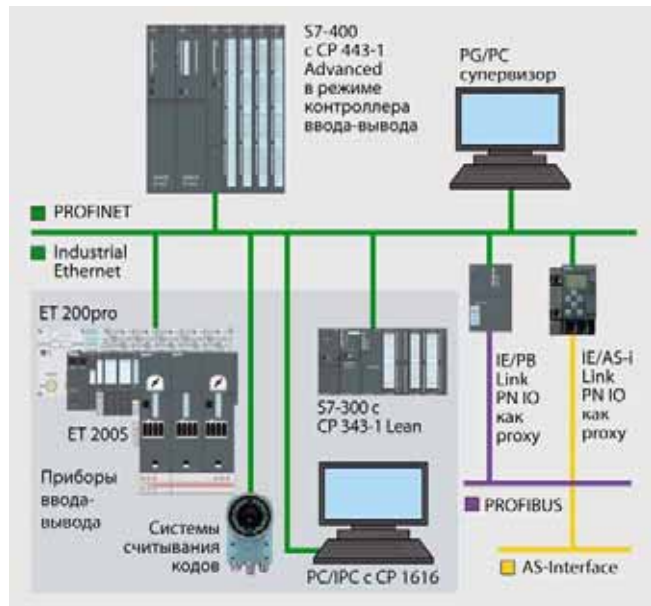 S7-400
с CP 443-1
Advanced
в режиме
контроллера
ввода-вывода
PG/PC
супервизор
PROFINET
Industrial
Ethernet
ET 200pro
ET 200S
Приборы
ввода-
вывода
Системы
считывания
кодов
S7-300 с
CP 343-1 Lean
PC/IPC с CP 1616
IE/PB
Link
PN IO
как
proxy
IE/AS-i
Link
PN IO
как
proxy
PROFIBUS
AS-Interface